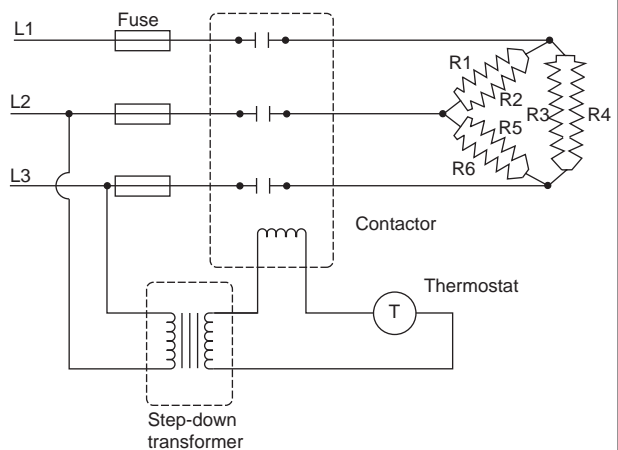 Fuse
L1
R1
L2
R2
R3
R4
R5
R6
L3
Contactor
Thermostat
T
Step-down
transformer